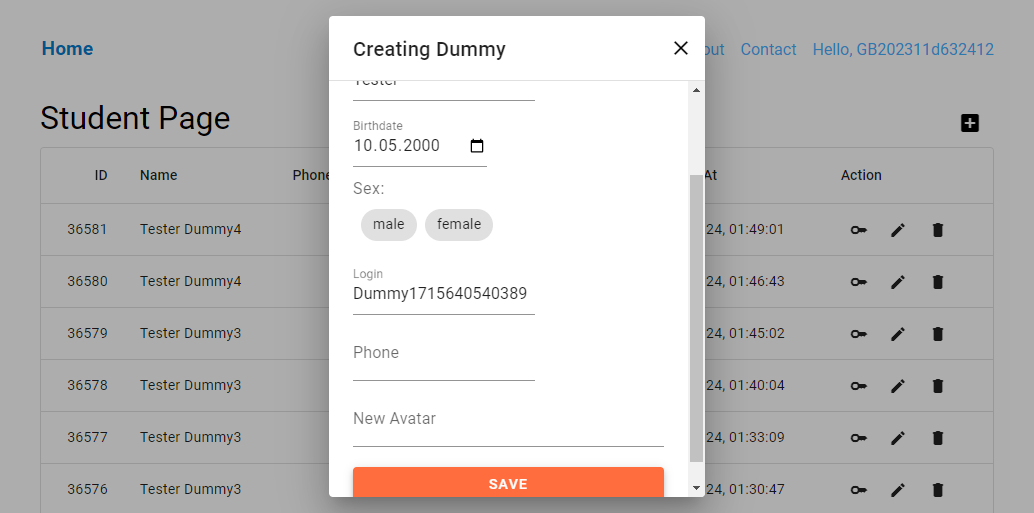 Home
Creating Dummy
out Contact Hello, GB202311d632412
Student Page
Tester
Birthdate
10.05.2000
Sex:
male female
Login
Dummy1715640540389
Phone
New Avatar
SAVE
ID Name Phone At Action
36581 Tester Dummy4 24, 01:49:01
36580 Tester Dummy4 24, 01:46:43
36579 Tester Dummy3 24, 01:45:02
36578 Tester Dummy3 24, 01:40:04
36577 Tester Dummy3 24, 01:33:09
36576 Tester Dummy3 24, 01:30:47